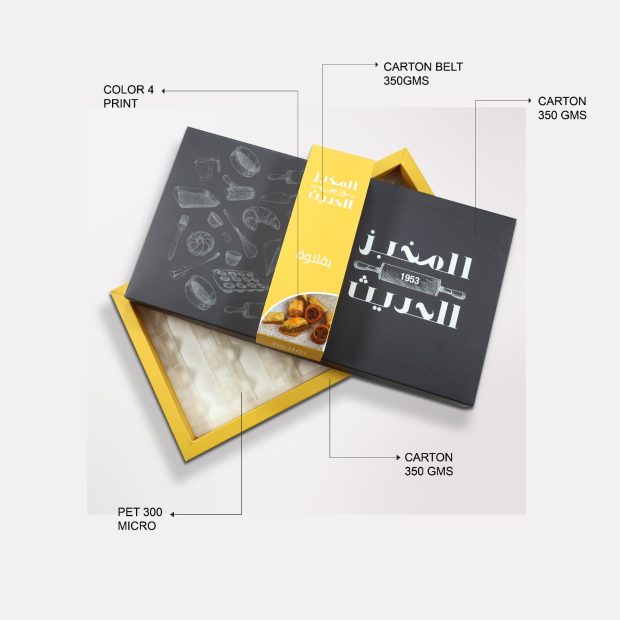 CARTON BELT
350GMS
COLOR 4
PRINT
CARTON
350 GMS
المخبز
الحديث
بقلاوة
المخبز
1953
الحديث
CARTON
350 GMS
PET 300
MICRO